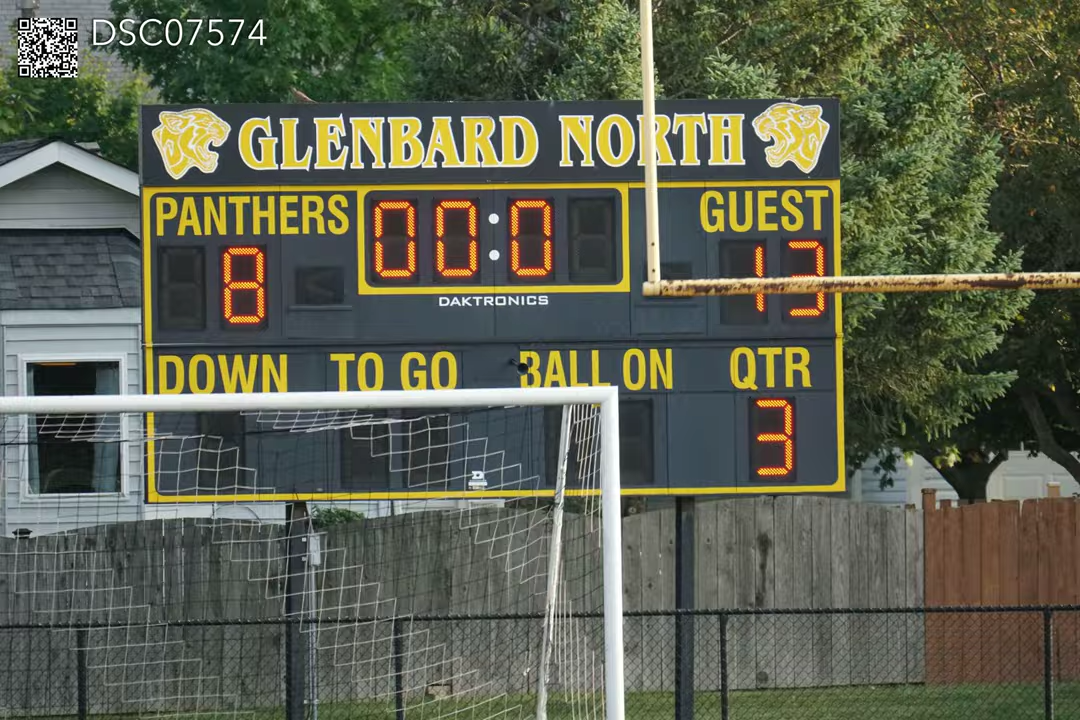 DSC07574
GLENBARD NORTH
PANTHERS 00:0 GUEST
8 13
DAKTRONICS
DOWN TO GO BALL ON QTR
3